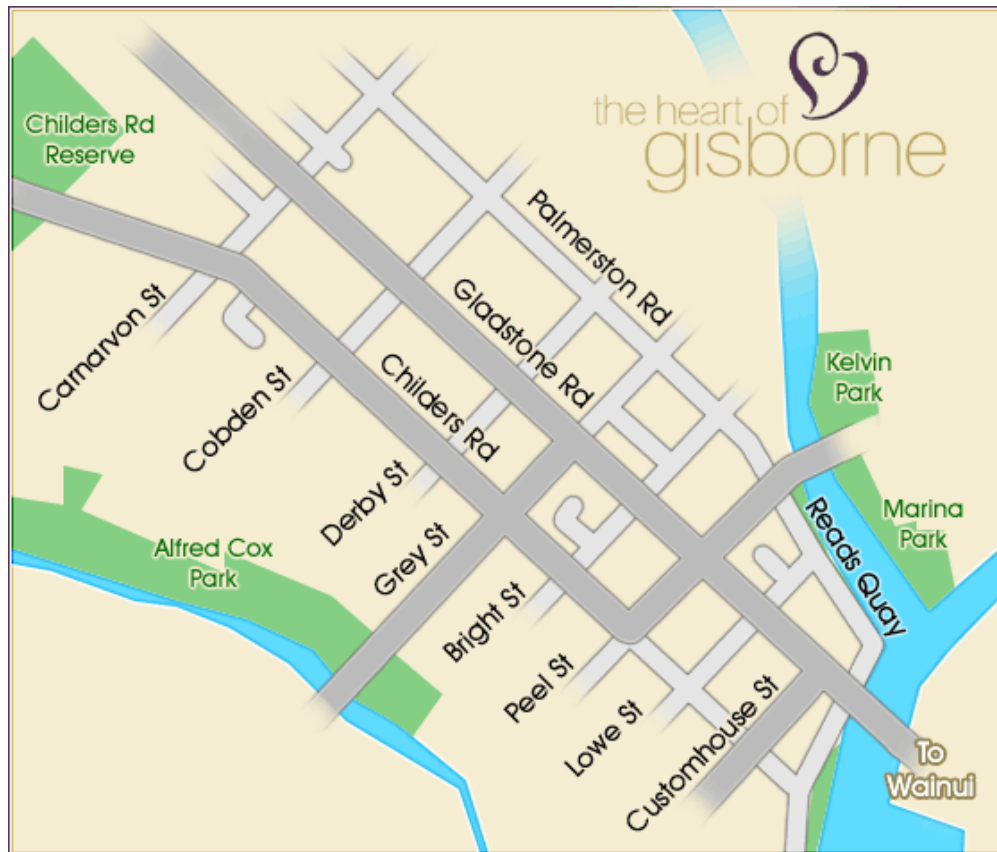 the heart of
gisborne
Childers Rd
Reserve
Palmerston Rd
Gladstone Rd
Carnarvon St
Cobden St
Childers Rd
Kelvin
Park
Derby St
Grey St
Alfred Cox
Park
Marina
Park
Reads Quay
Bright St
Peel St
Lowe St
Customhouse St
To
Wainui